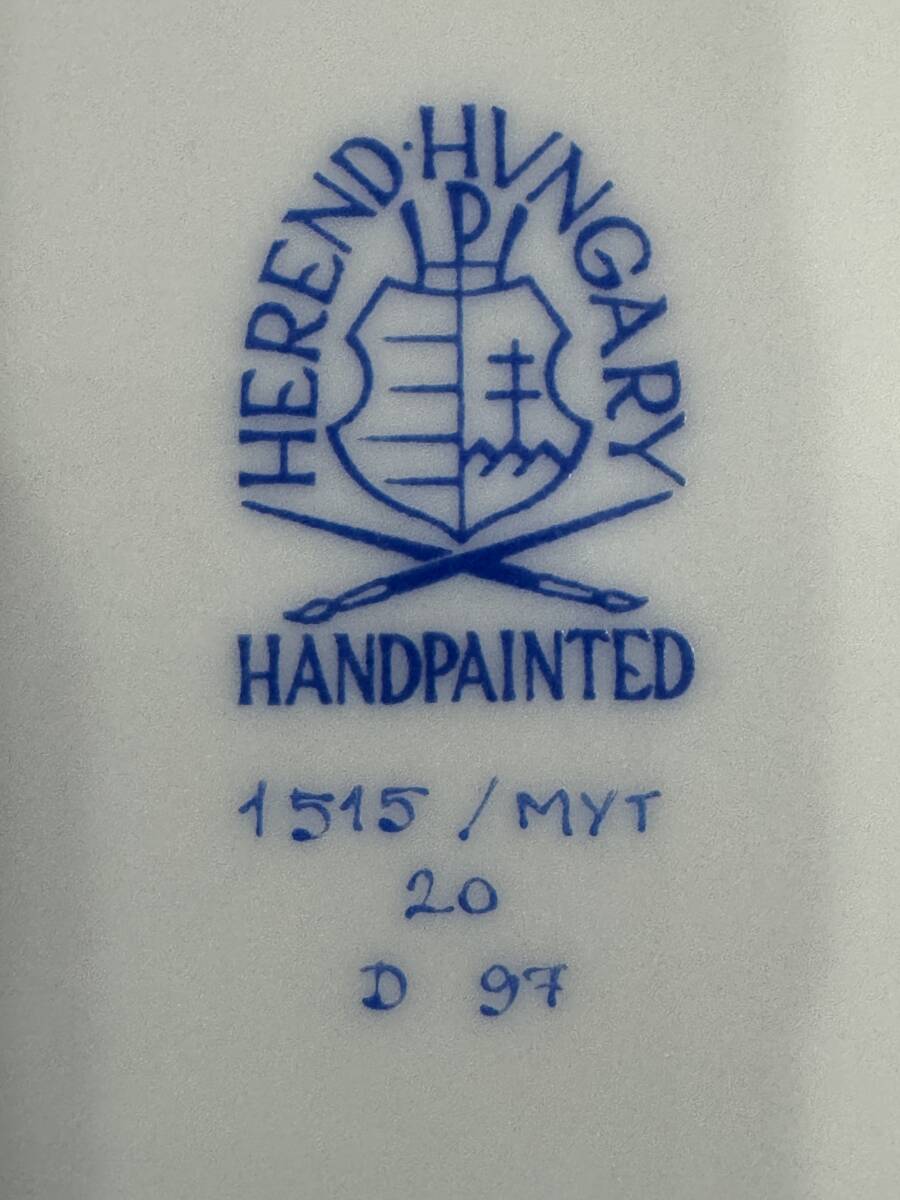 HEREND·HVNGARY
P
HANDPAINTED
1515 / MYT
20
D 97